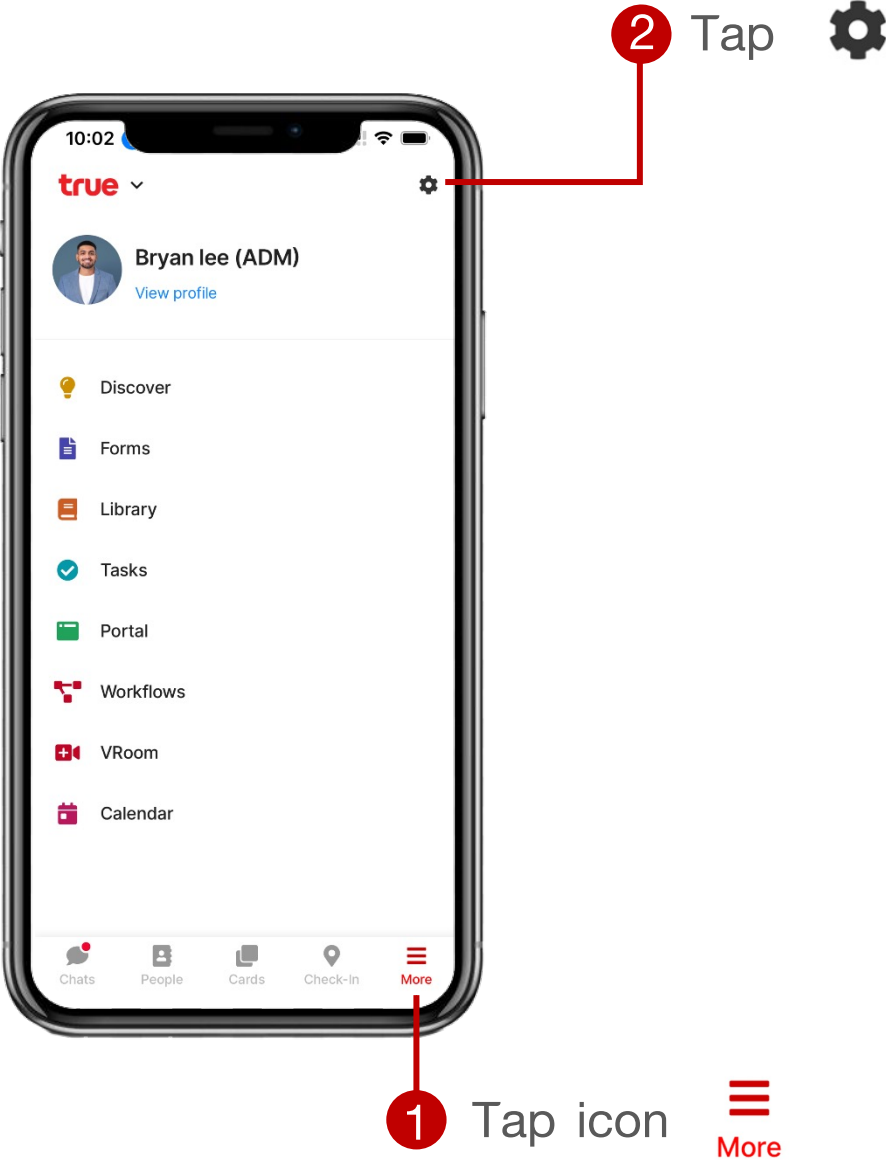 2 Tap
10:02
true
Bryan lee (ADM)
View profile
Discover
Forms
Library
Tasks
Portal
Workflows
VRoom
Calendar
Chats
People
Cards
Check-In
More
1 Tap icon
More